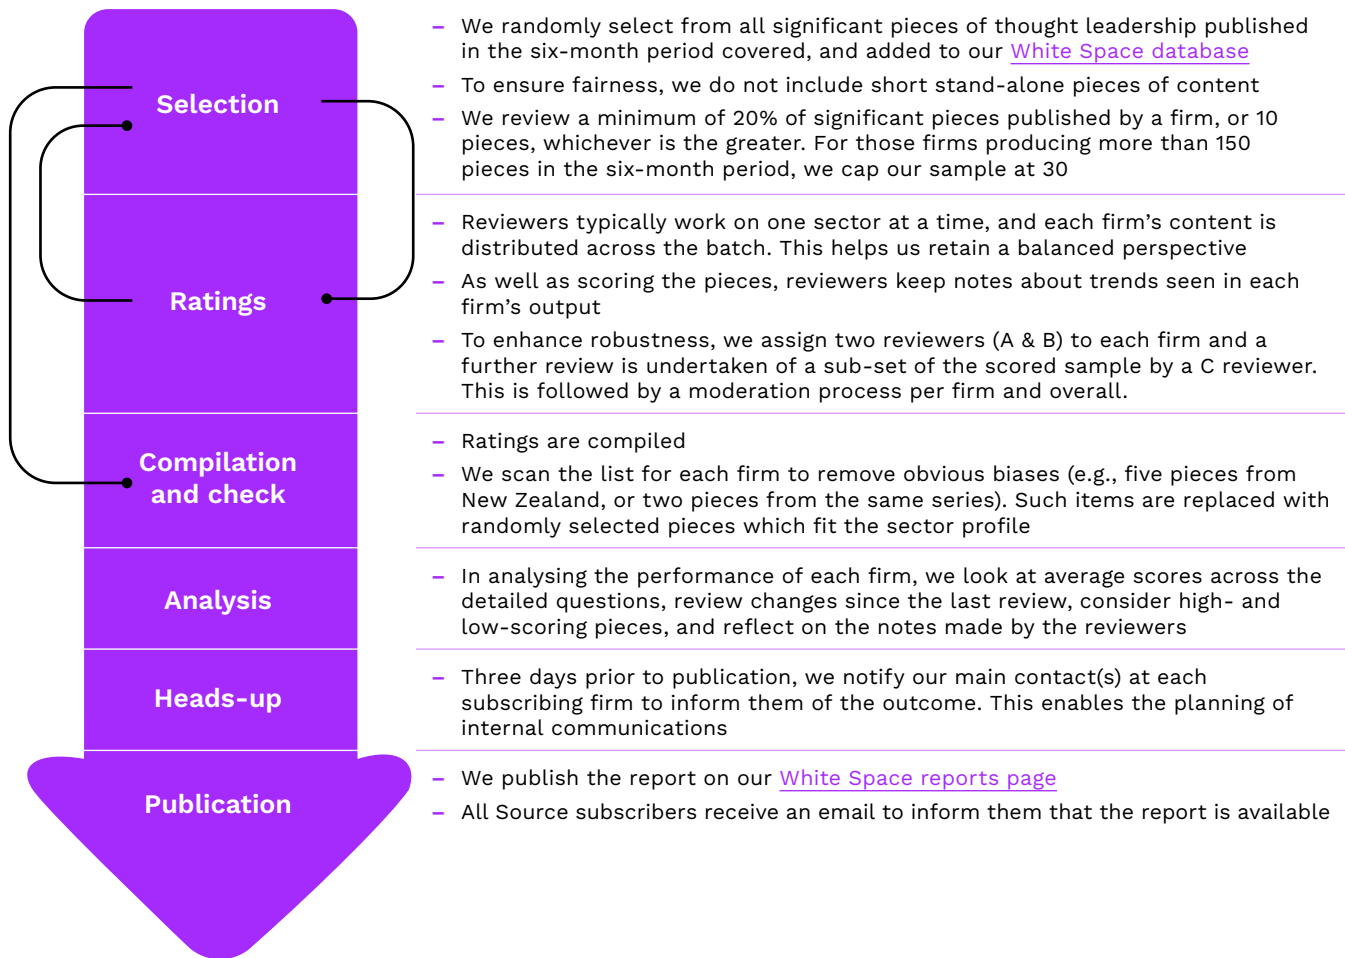 Selection
– We randomly select from all significant pieces of thought leadership published
in the six-month period covered, and added to our White Space database
– To ensure fairness, we do not include short stand-alone pieces of content
– We review a minimum of 20% of significant pieces published by a firm, or 10
pieces, whichever is the greater. For those firms producing more than 150
pieces in the six-month period, we cap our sample at 30
Ratings
– Reviewers typically work on one sector at a time, and each firm’s content is
distributed across the batch. This helps us retain a balanced perspective
– As well as scoring the pieces, reviewers keep notes about trends seen in each
firm’s output
– To enhance robustness, we assign two reviewers (A & B) to each firm and a
further review is undertaken of a sub-set of the scored sample by a C reviewer.
This is followed by a moderation process per firm and overall.
Compilation
and check
– Ratings are compiled
– We scan the list for each firm to remove obvious biases (e.g., five pieces from
New Zealand, or two pieces from the same series). Such items are replaced with
randomly selected pieces which fit the sector profile
Analysis
– In analysing the performance of each firm, we look at average scores across the
detailed questions, review changes since the last review, consider high- and
low-scoring pieces, and reflect on the notes made by the reviewers
Heads-up
– Three days prior to publication, we notify our main contact(s) at each
subscribing firm to inform them of the outcome. This enables the planning of
internal communications
Publication
– We publish the report on our White Space reports page
– All Source subscribers receive an email to inform them that the report is available